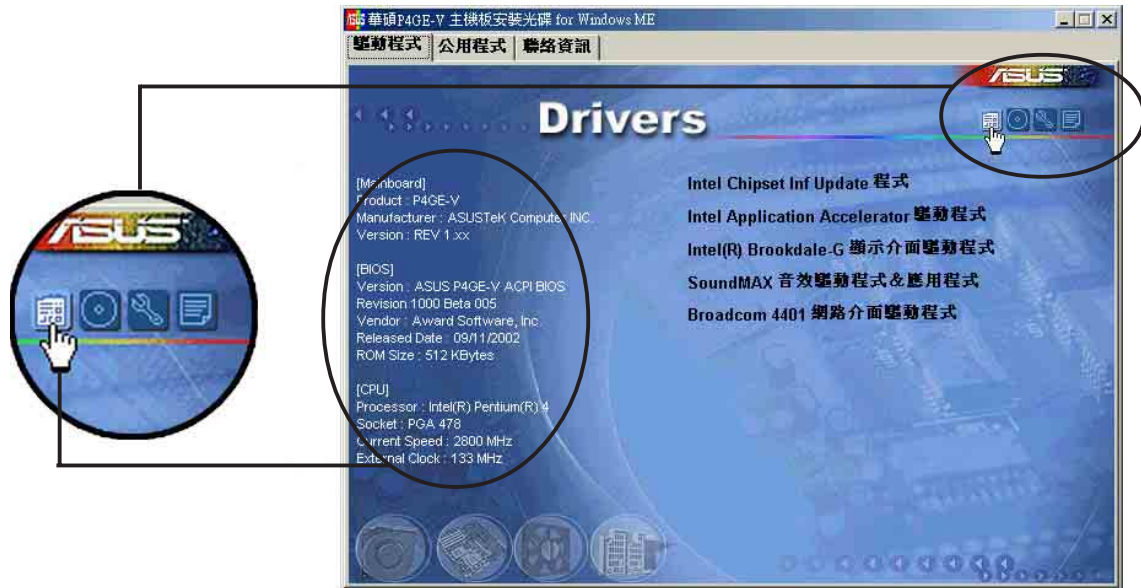 華碩P4GE-V 主機板安裝光碟 for Windows ME
驅動程式 公用程式 聯絡資訊
ASUS
Drivers
[Mainboard]
Product : P4GE-V
Manufacturer : ASUSTeK Computer INC.
Version : REV 1.xx
[BIOS]
Version : ASUS P4GE-V ACPI BIOS
Revision 1000 Beta 005
Vendor : Award Software, Inc.
Released Date : 09/11/2002
ROM Size : 512 KBytes
[CPU]
Processor : Intel(R) Pentium(R) 4
Socket : PGA 478
Current Speed : 2800 MHz
External Clock : 133 MHz
Intel Chipset Inf Update 程式
Intel Application Accelerator 驅動程式
Intel(R) Brookdale-G 顯示介面驅動程式
SoundMAX 音效驅動程式&應用程式
Broadcom 4401 網路介面驅動程式
ASUS